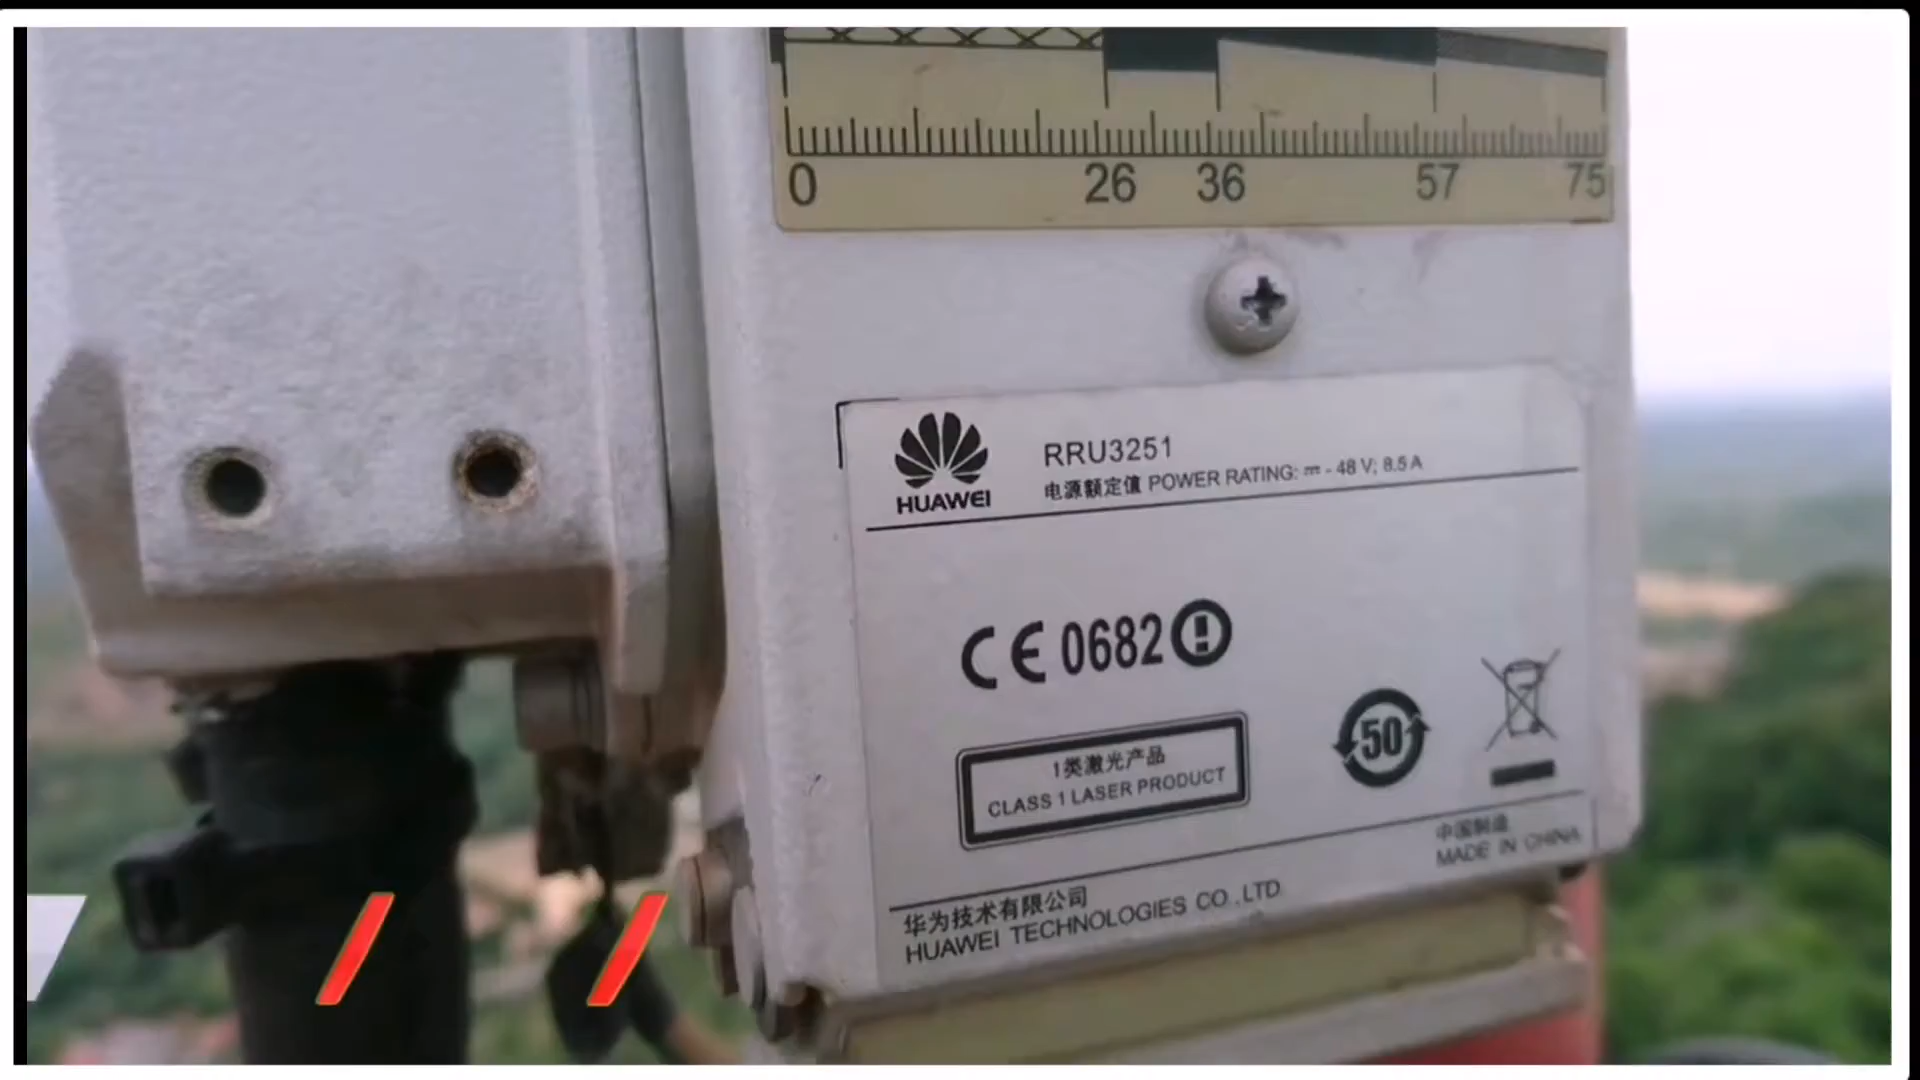 0 26 36 57 75
HUAWEI
RRU3251
电源额定值 POWER RATING: ⎓ - 48 V; 8.5 A
CE 0682
1类激光产品
CLASS 1 LASER PRODUCT
50
中国制造
MADE IN CHINA
华为技术有限公司
HUAWEI TECHNOLOGIES CO.,LTD